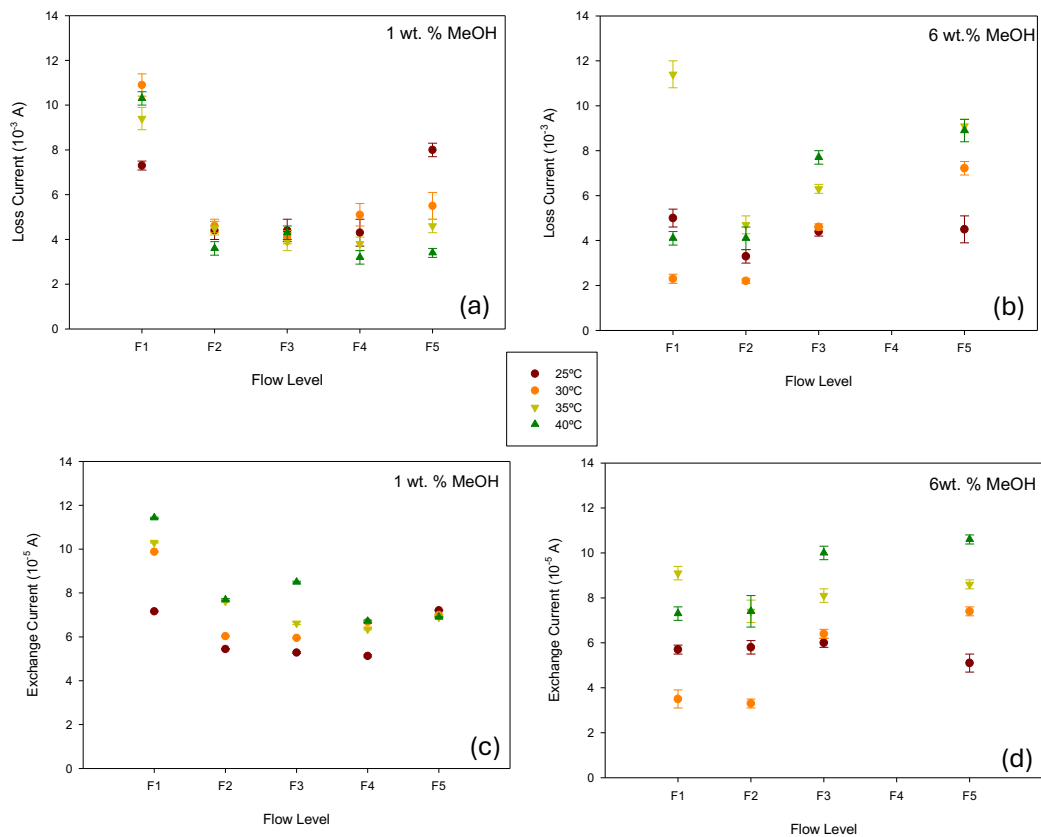 1 wt. % MeOH
14
12
10
8
6
4
2
0
Loss Current (10⁻³ A)
F1 F2 F3 F4 F5
Flow Level
(a)
6 wt.% MeOH
14
12
10
8
6
4
2
0
Loss Current (10⁻³ A)
F1 F2 F3 F4 F5
Flow Level
(b)
25ºC
30ºC
35ºC
40ºC
1 wt. % MeOH
14
12
10
8
6
4
2
0
Exchange Current (10⁻⁵ A)
F1 F2 F3 F4 F5
Flow Level
(c)
6wt. % MeOH
14
12
10
8
6
4
2
0
Exchange Current (10⁻⁵ A)
F1 F2 F3 F4 F5
Flow Level
(d)